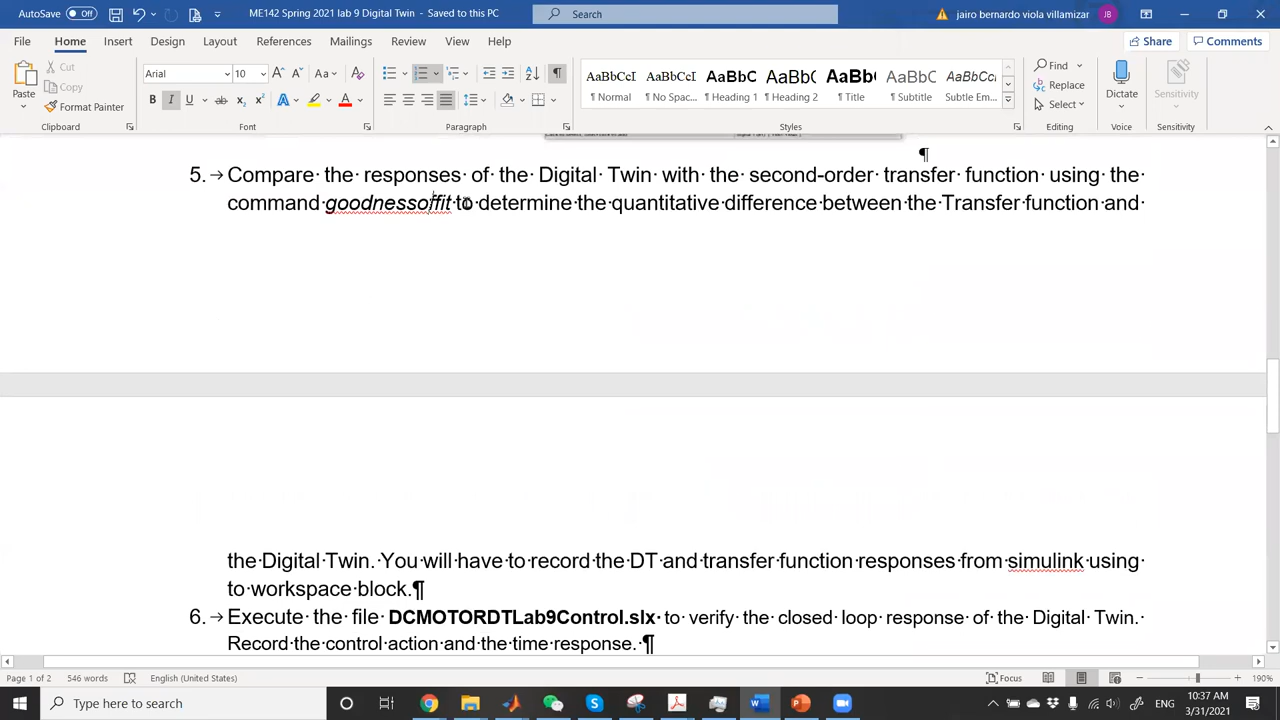 AutoSave Off ME142 Lab 9 Digital Twin - Saved to this PC Search jairo bernardo viola villamizar JB
File Home Insert Design Layout References Mailings Review View Help Share Comments
Cut
Copy
Format Painter
Paste
Clipboard
Arial 10
Font
Paragraph
AaBbCcI AaBbCcI AaBbC AaBb( AaBb( AaBbCcI AaBbCcI
¶ Normal ¶ No Spac... ¶ Heading 1 ¶ Heading 2 ¶ Title ¶ Subtitle Subtle Em...
Styles
Find
Replace
Select
Editing
Dictate
Voice
Sensitivity
Sensitivity
¶
5. → Compare· the· responses· of· the· Digital· Twin· with· the· second-order· transfer· function· using· the·
command·goodnessoffit·to·determine·the·quantitative·difference·between·the·Transfer·function·and·
the·Digital·Twin.·You·will·have·to·record·the·DT·and·transfer·function·responses·from·simulink·using·
to·workspace·block.¶
6. → Execute· the· file· DCMOTORDTLab9Control.slx· to· verify· the· closed· loop· response· of· the· Digital· Twin.·
Record·the·control·action·and·the·time·response.·¶
Page 1 of 2 546 words English (United States) Focus 190%
Type here to search
10:37 AM
3/31/2021